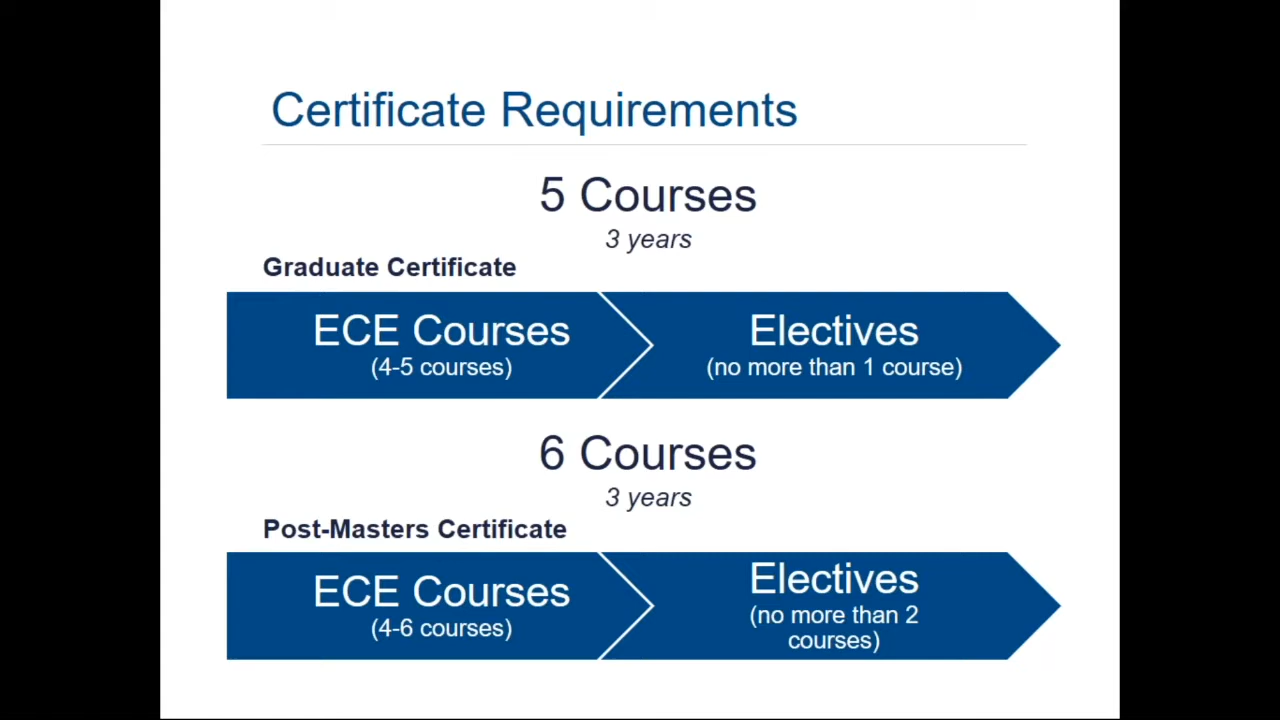 Certificate Requirements
5 Courses
3 years
Graduate Certificate
ECE Courses
(4-5 courses)
Electives
(no more than 1 course)
6 Courses
3 years
Post-Masters Certificate
ECE Courses
(4-6 courses)
Electives
(no more than 2
courses)